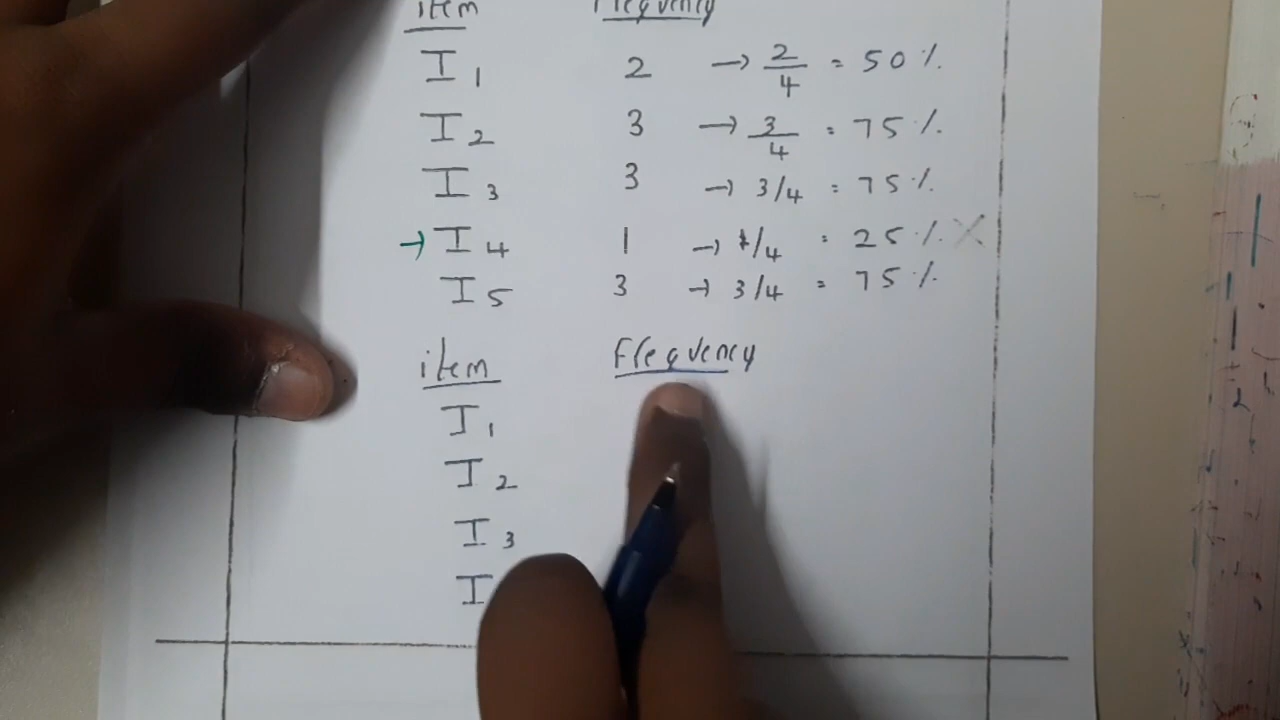 item Frequency
I1 2 → 2/4 = 50%
I2 3 → 3/4 = 75%
I3 3 → 3/4 = 75%
→ I4 1 → 1/4 = 25% X
I5 3 → 3/4 = 75%
item Frequency
I1
I2
I3
I